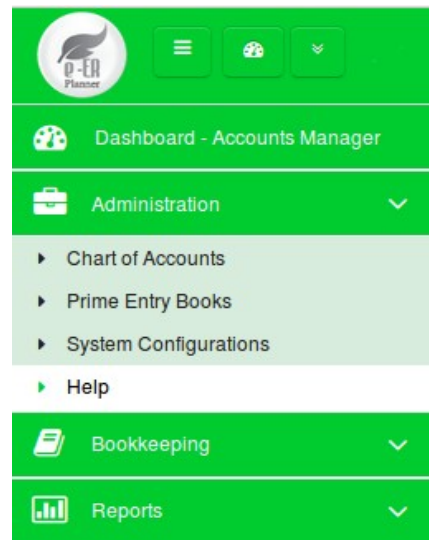 e-ER
Planner
Dashboard - Accounts Manager
Administration
Chart of Accounts
Prime Entry Books
System Configurations
Help
Bookkeeping
Reports